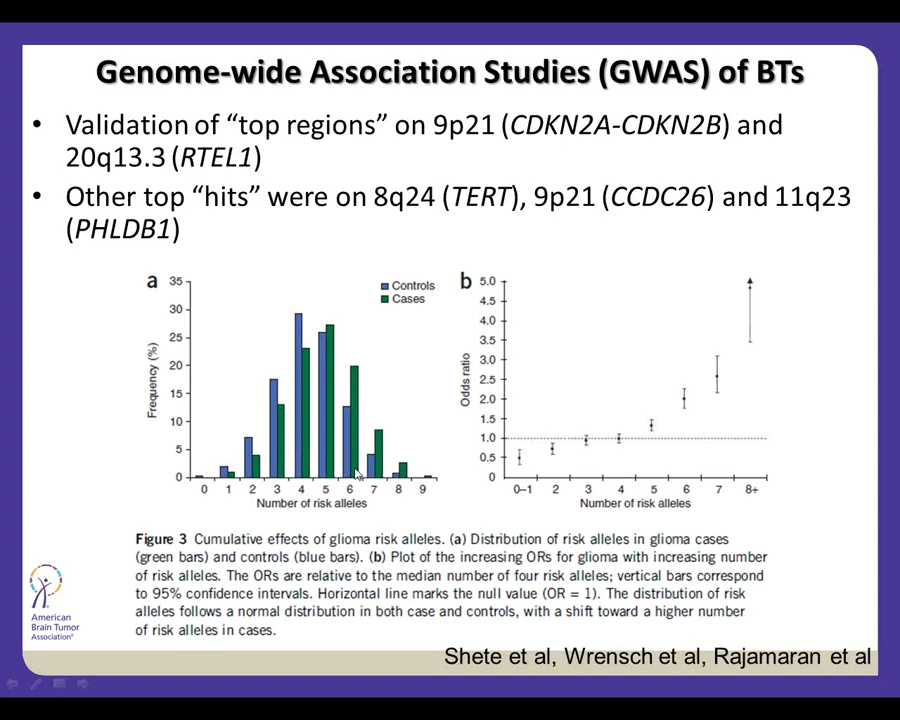 Genome-wide Association Studies (GWAS) of BTs
• Validation of “top regions” on 9p21 (CDKN2A-CDKN2B) and
20q13.3 (RTEL1)
• Other top “hits” were on 8q24 (TERT), 9p21 (CCDC26) and 11q23
(PHLDB1)
a
35
30
25
20
15
10
5
0
Frequency (%)
Controls
Cases
0 1 2 3 4 5 6 7 8 9
Number of risk alleles
b
5.0
4.5
4.0
3.5
3.0
2.5
2.0
1.5
1.0
0.5
0
Odds ratio
0–1 2 3 4 5 6 7 8+
Number of risk alleles
Figure 3 Cumulative effects of glioma risk alleles. (a) Distribution of risk alleles in glioma cases
(green bars) and controls (blue bars). (b) Plot of the increasing ORs for glioma with increasing number
of risk alleles. The ORs are relative to the median number of four risk alleles; vertical bars correspond
to 95% confidence intervals. Horizontal line marks the null value (OR = 1). The distribution of risk
alleles follows a normal distribution in both case and controls, with a shift toward a higher number
of risk alleles in cases.
American
Brain Tumor
Association®
Shete et al, Wrensch et al, Rajamaran et al